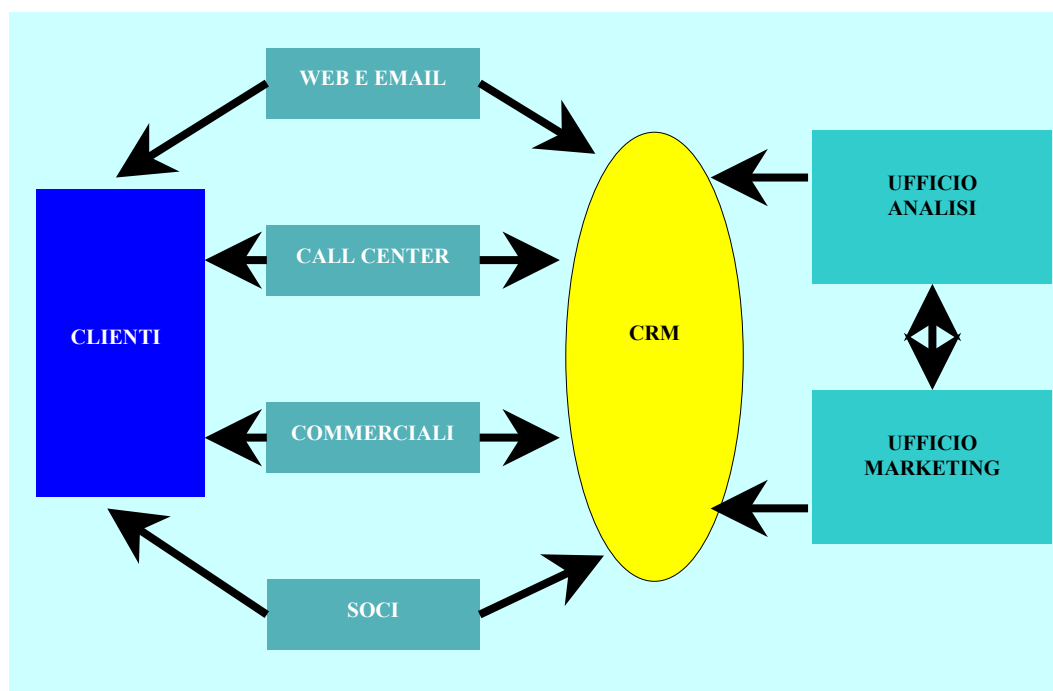 WEB E EMAIL
UFFICIO
ANALISI
CALL CENTER
CLIENTI
CRM
COMMERCIALI
UFFICIO
MARKETING
SOCI